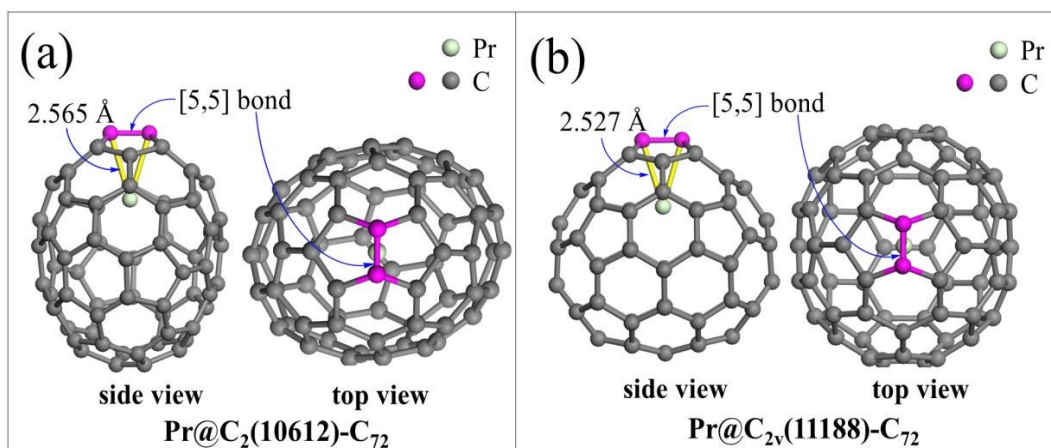 (a)
Pr
C
2.565 Å
[5,5] bond
side view
top view
Pr@C₂(10612)-C₇₂
(b)
Pr
C
2.527 Å
[5,5] bond
side view
top view
Pr@C₂ᵥ(11188)-C₇₂